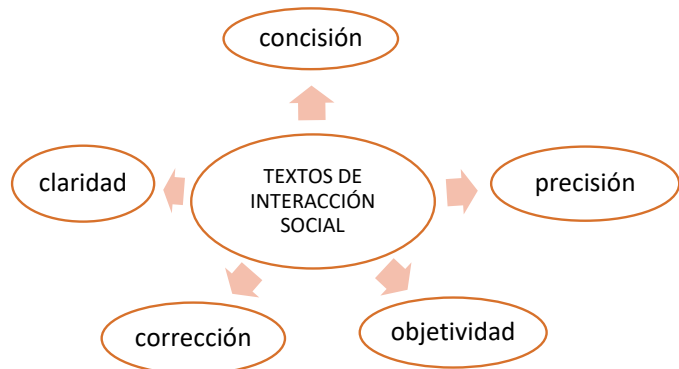 concisión
claridad
TEXTOS DE
INTERACCIÓN
SOCIAL
precisión
corrección
objetividad